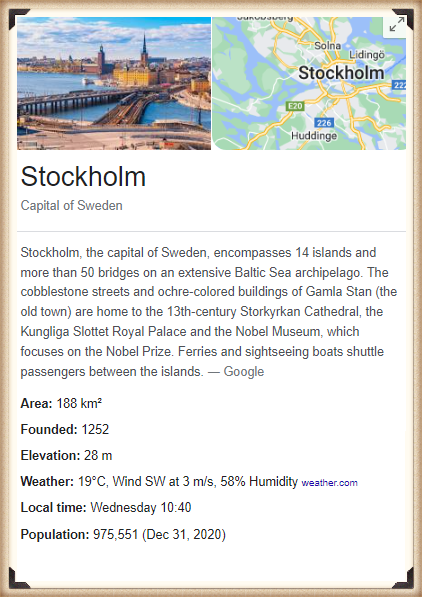 Jakobsberg
Solna
Lidingö
Stockholm
E20
222
226
Huddinge
Stockholm
Capital of Sweden
Stockholm, the capital of Sweden, encompasses 14 islands and
more than 50 bridges on an extensive Baltic Sea archipelago. The
cobblestone streets and ochre-colored buildings of Gamla Stan (the
old town) are home to the 13th-century Storkyrkan Cathedral, the
Kungliga Slottet Royal Palace and the Nobel Museum, which
focuses on the Nobel Prize. Ferries and sightseeing boats shuttle
passengers between the islands. — Google
Area: 188 km²
Founded: 1252
Elevation: 28 m
Weather: 19°C, Wind SW at 3 m/s, 58% Humidity weather.com
Local time: Wednesday 10:40
Population: 975,551 (Dec 31, 2020)